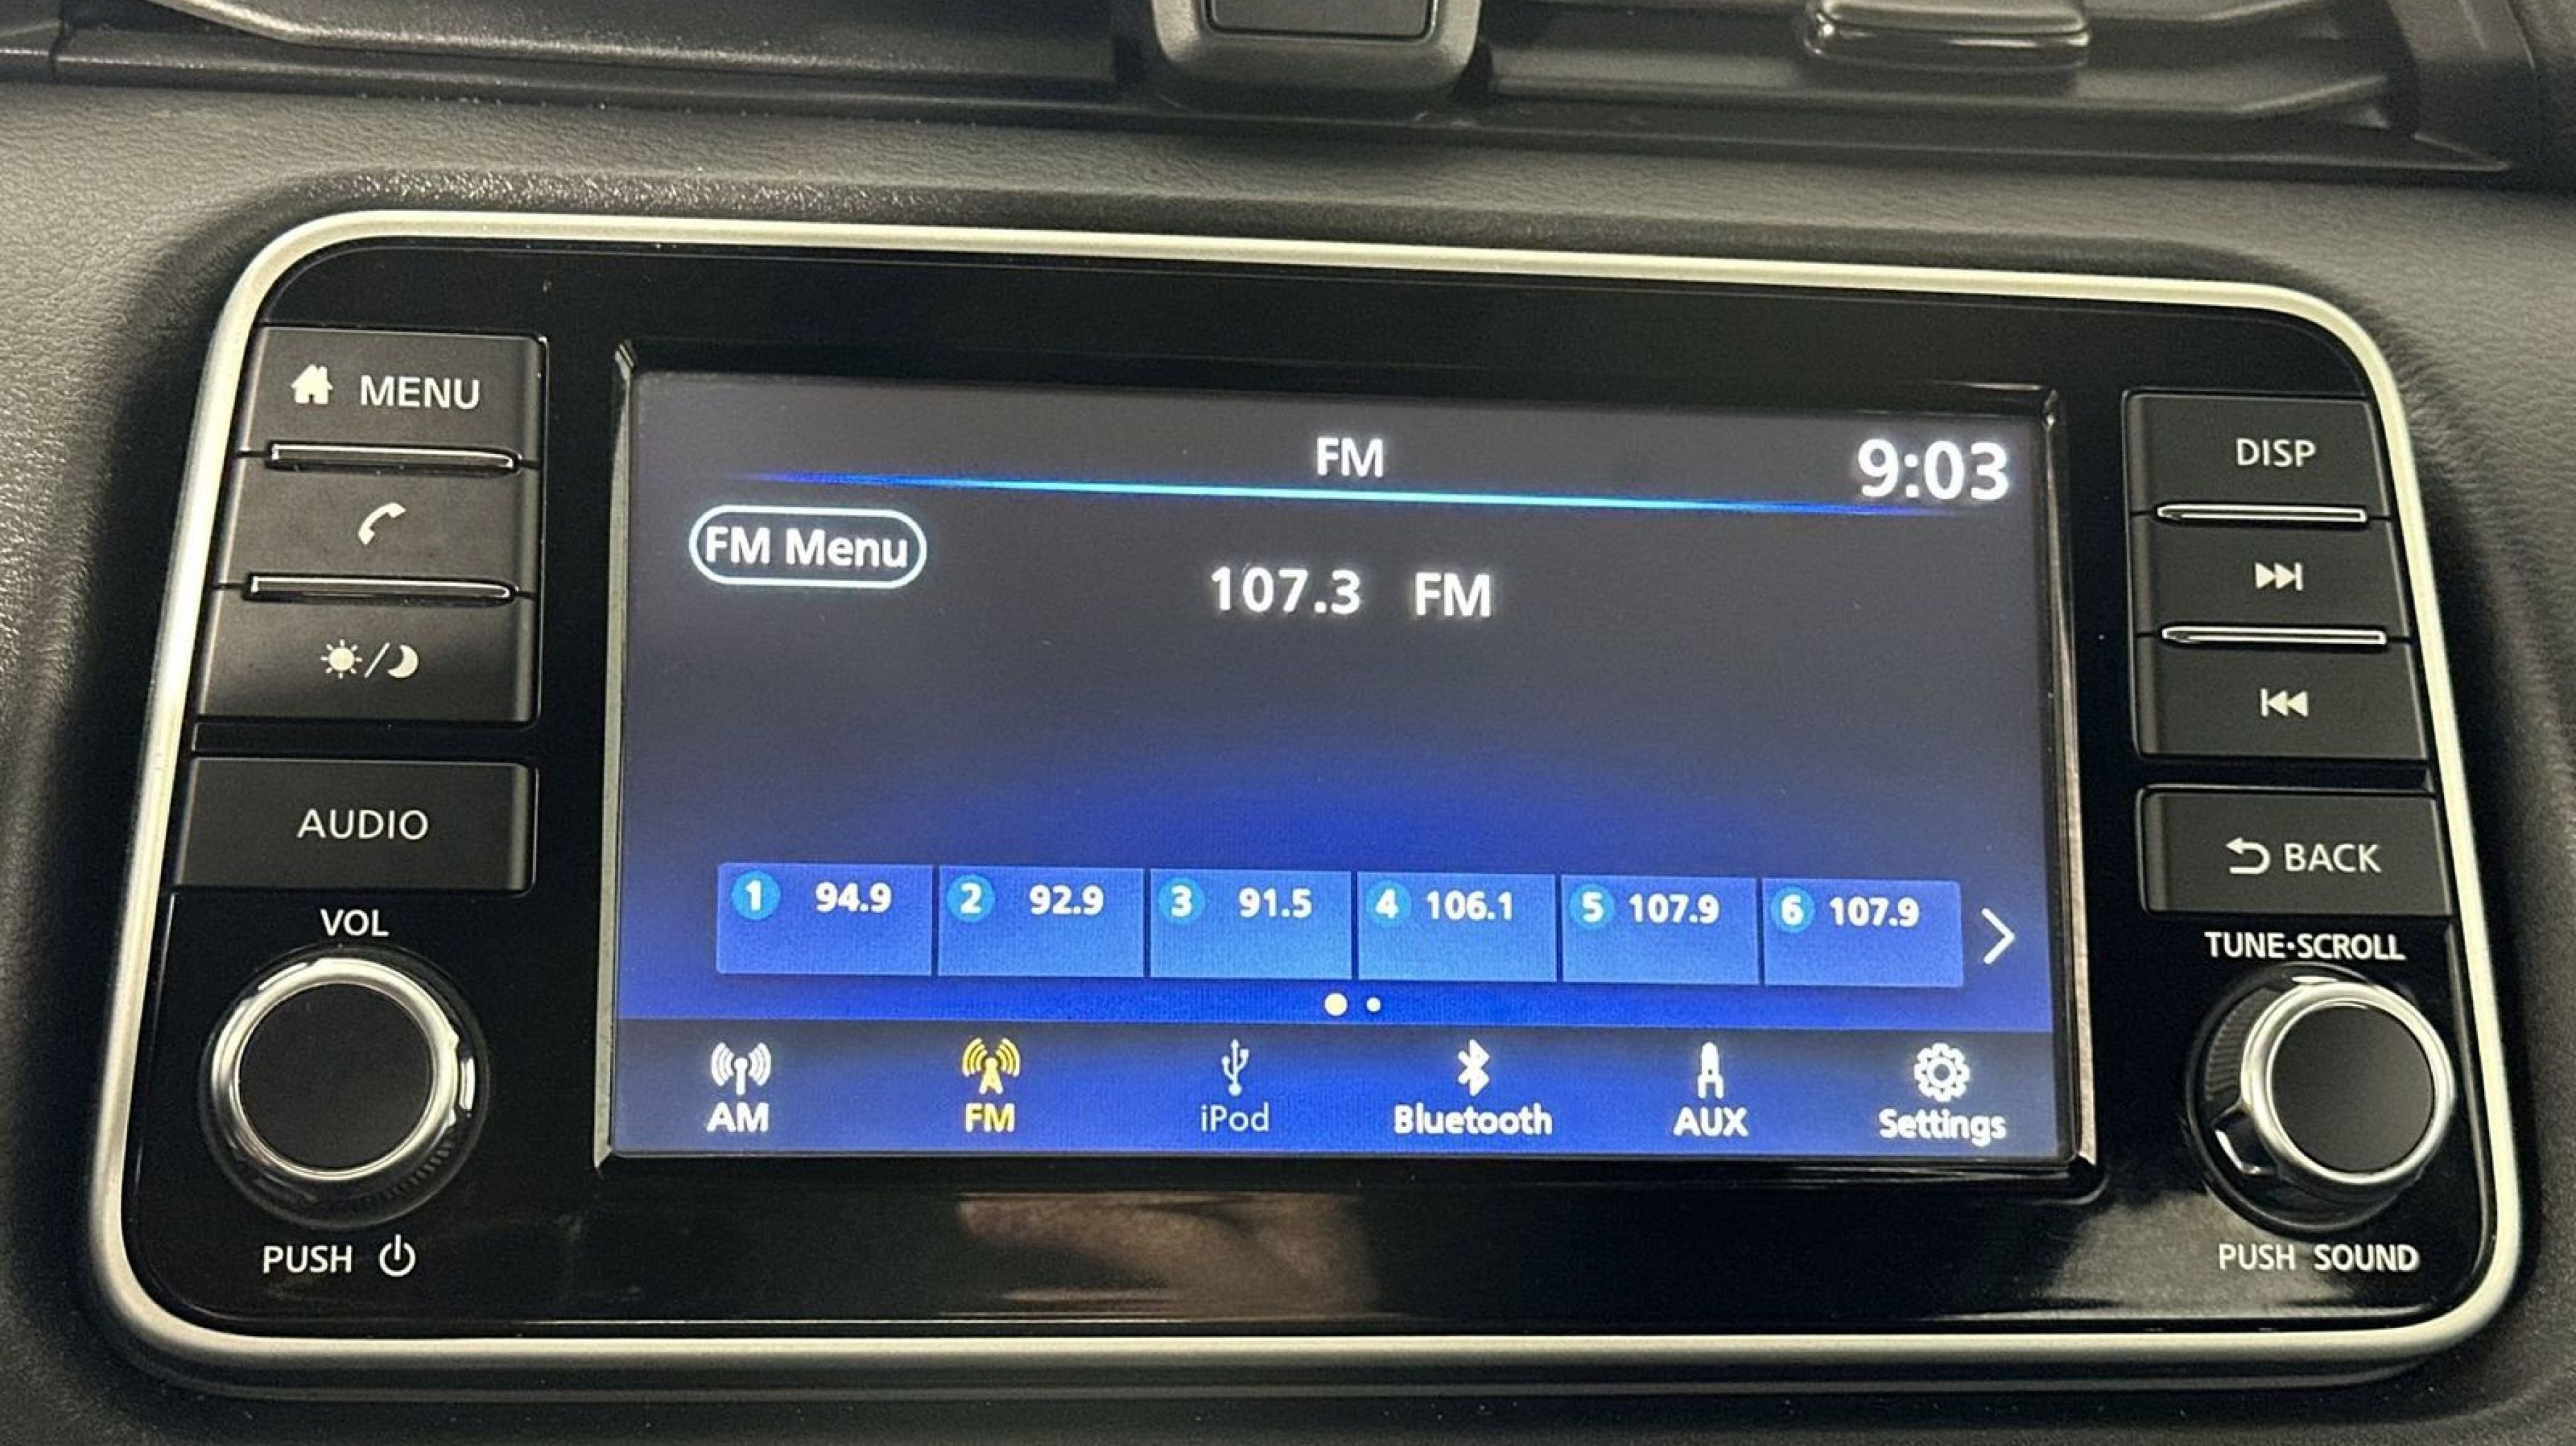 MENU
AUDIO
VOL
PUSH
FM
9:03
FM Menu
107.3 FM
1 94.9
2 92.9
3 91.5
4 106.1
5 107.9
6 107.9
AM
FM
iPod
Bluetooth
AUX
Settings
DISP
BACK
TUNE·SCROLL
PUSH SOUND